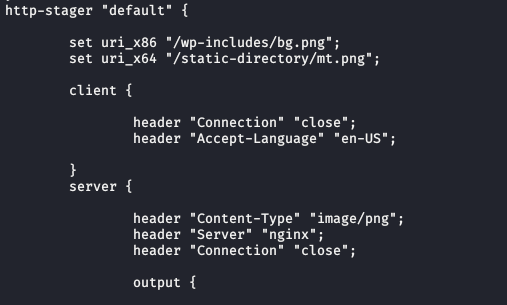 http-stager "default" {
set uri_x86 "/wp-includes/bg.png";
set uri_x64 "/static-directory/mt.png";
client {
header "Connection" "close";
header "Accept-Language" "en-US";
}
server {
header "Content-Type" "image/png";
header "Server" "nginx";
header "Connection" "close";
output {